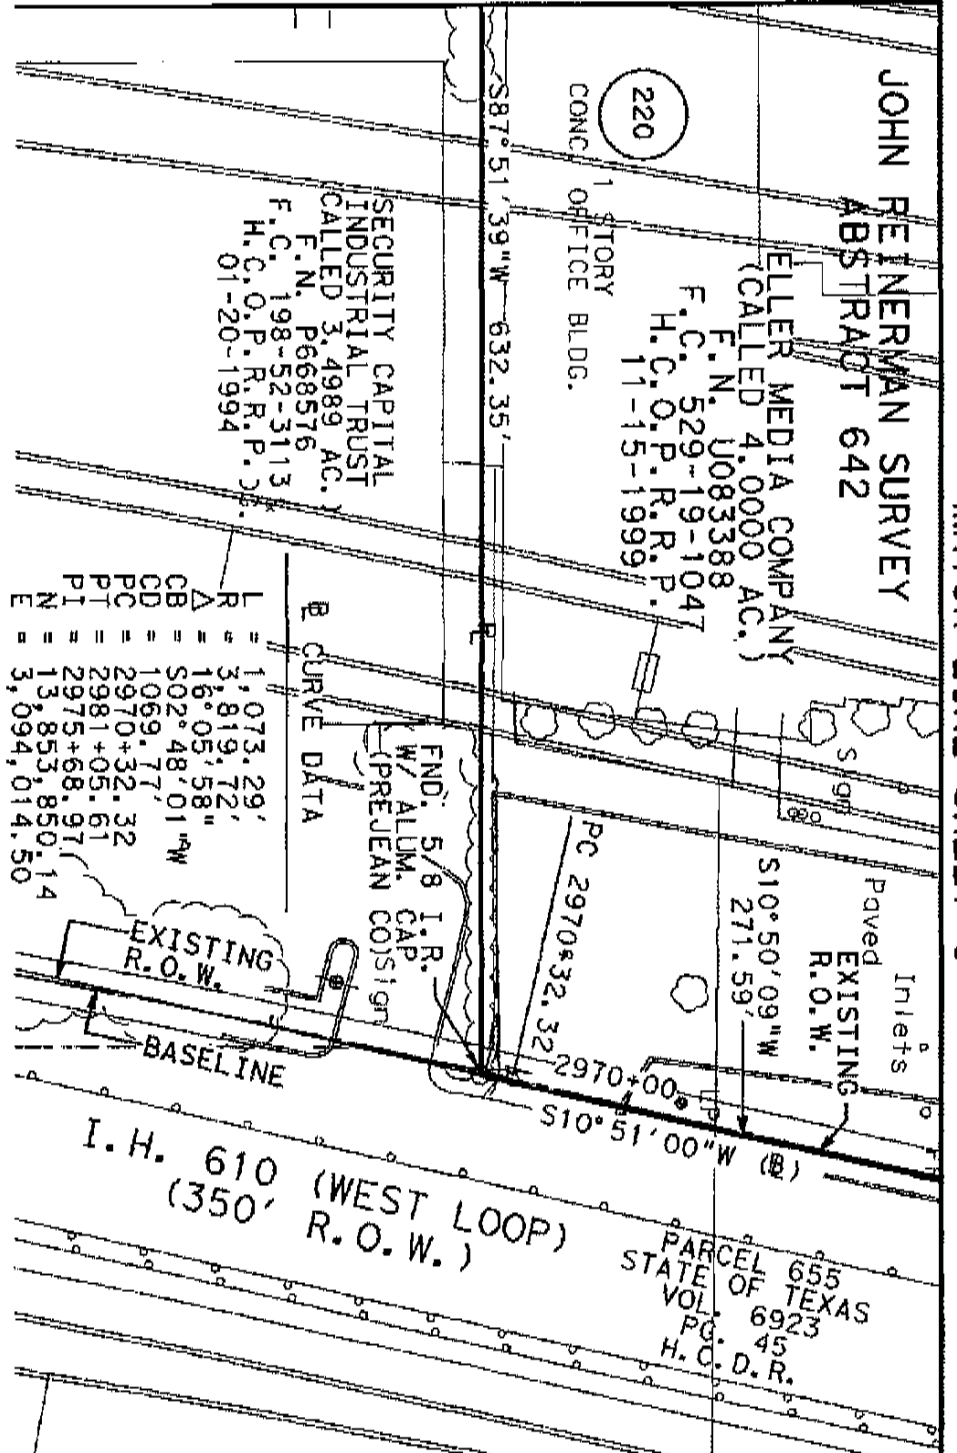 JOHN REINERMAN SURVEY
ABSTRACT 642
ELLER MEDIA COMPANY
(CALLED 4.0000 AC.)
F.N. U083388
F.C. 529-19-1047
H.C.O.P.R.R.P.
11-15-1999
220
1 STORY
CONC. OFFICE BLDG.
S87°51'39"W 632.35'
SECURITY CAPITAL
INDUSTRIAL TRUST
CALLED 3.4989 AC.)
F.N. P668576
F.C. 198-52-3113
H.C.O.P.R.R.P.
01-20-1994
CURVE DATA
L = 1,073.29'
R = 3,819.72'
Δ = 16°05'58"
CB = S02°48'01"W
CD = 1069.77'
PC = 2970+32.32
PT = 2981+05.61
PI = 2975+68.97
N = 13,853,850.14
E = 3,094,014.50
FND. 5/8 I.R.
W/ ALUM. CAP
(PREJEAN CO)
Sign
PC 2970+32.32
Sign
Paved
Inlets
EXISTING
R.O.W.
S10°50'09"W
271.59'
2970+00
S10°51'00"W (B)
EXISTING
R.O.W.
BASELINE
I.H. 610 (WEST LOOP)
(350' R.O.W.)
PARCEL 655
STATE OF TEXAS
VOL. 6923
PG. 45
H.C.D.R.